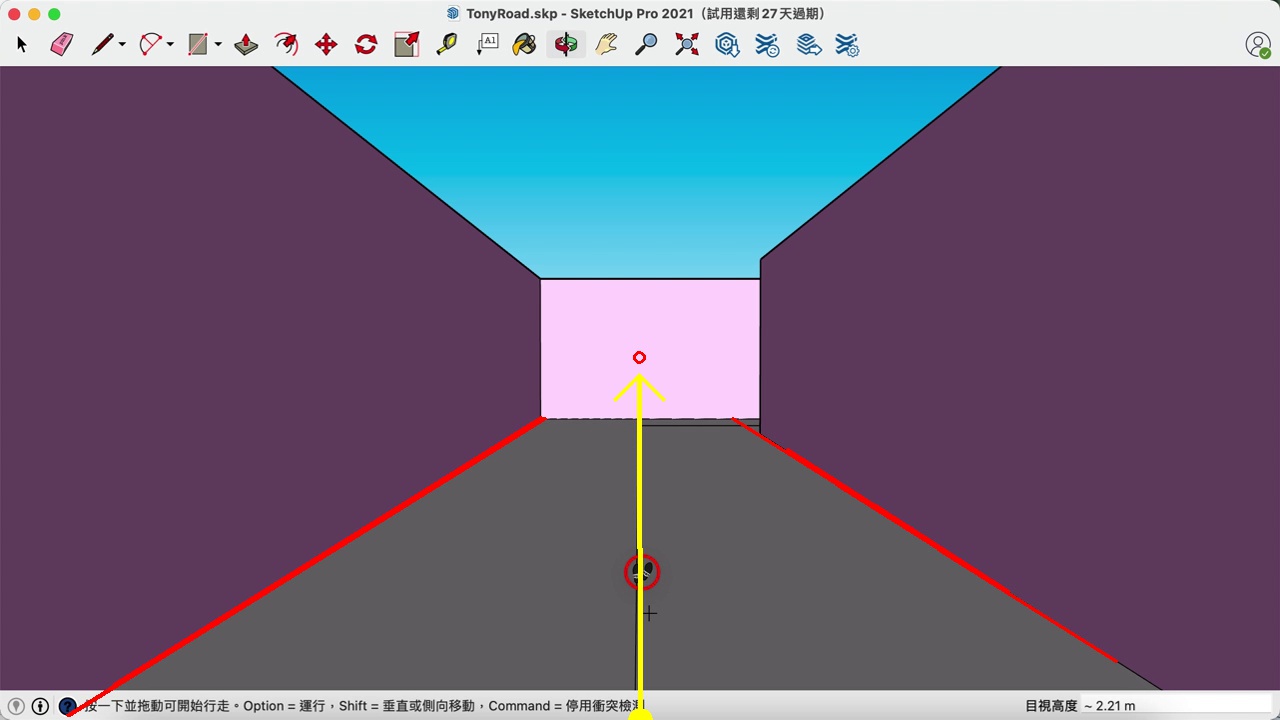 TonyRoad.skp - SketchUp Pro 2021（試用還剩27天過期）
A1
按一下並拖動可開始行走。Option = 運行，Shift = 垂直或側向移動，Command = 停用衝突檢測
目視高度 ~ 2.21 m